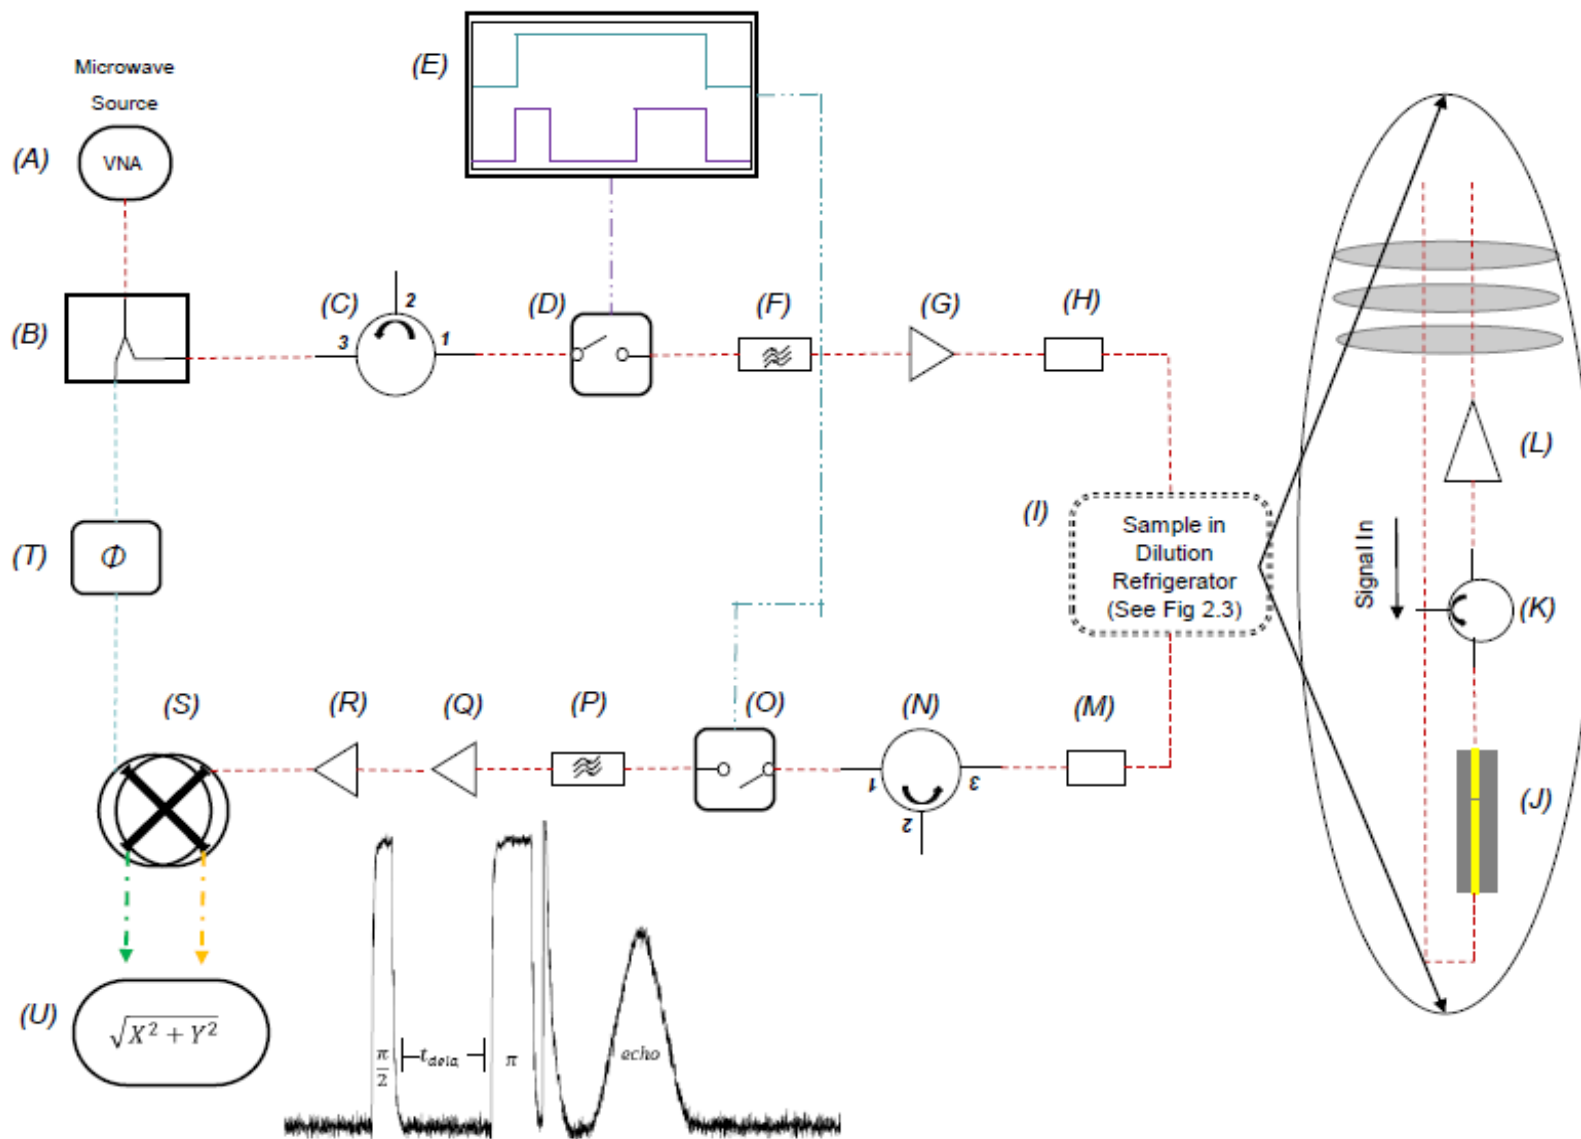 (E)
Microwave
Source
(A)
VNA
(B)
(C)
2
3
1
(D)
(F)
(G)
(H)
(L)
(I)
Sample in
Dilution
Refrigerator
(See Fig 2.3)
Signal In
(K)
(T)
Φ
(S)
(R)
(Q)
(P)
(O)
(N)
(M)
1
3
2
(J)
(U)
√X² + Y²
π/2
t_dela,
π
echo